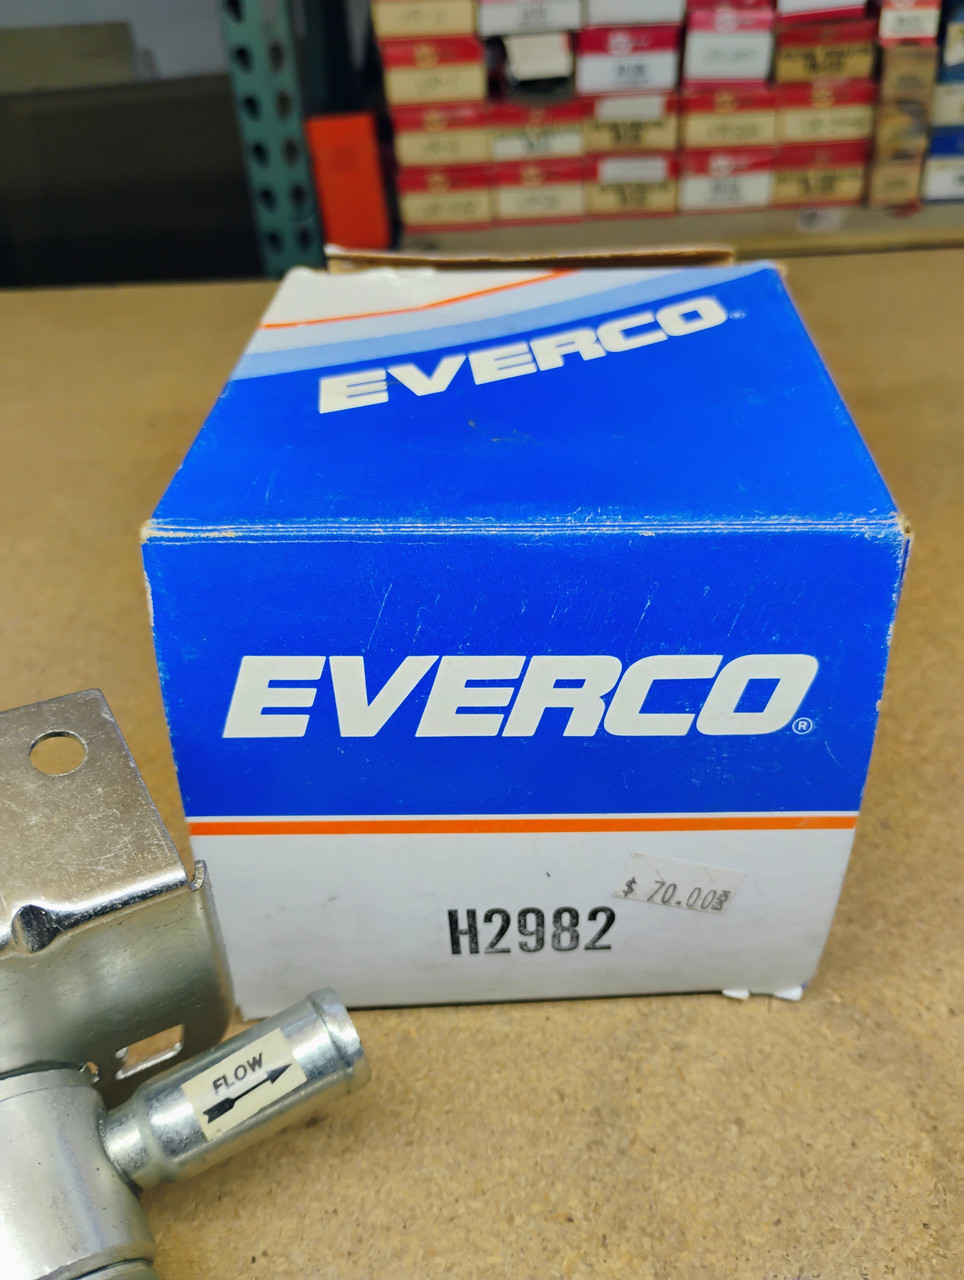 EVERCO®
EVERCO®
$ 70.00
H2982
FLOW